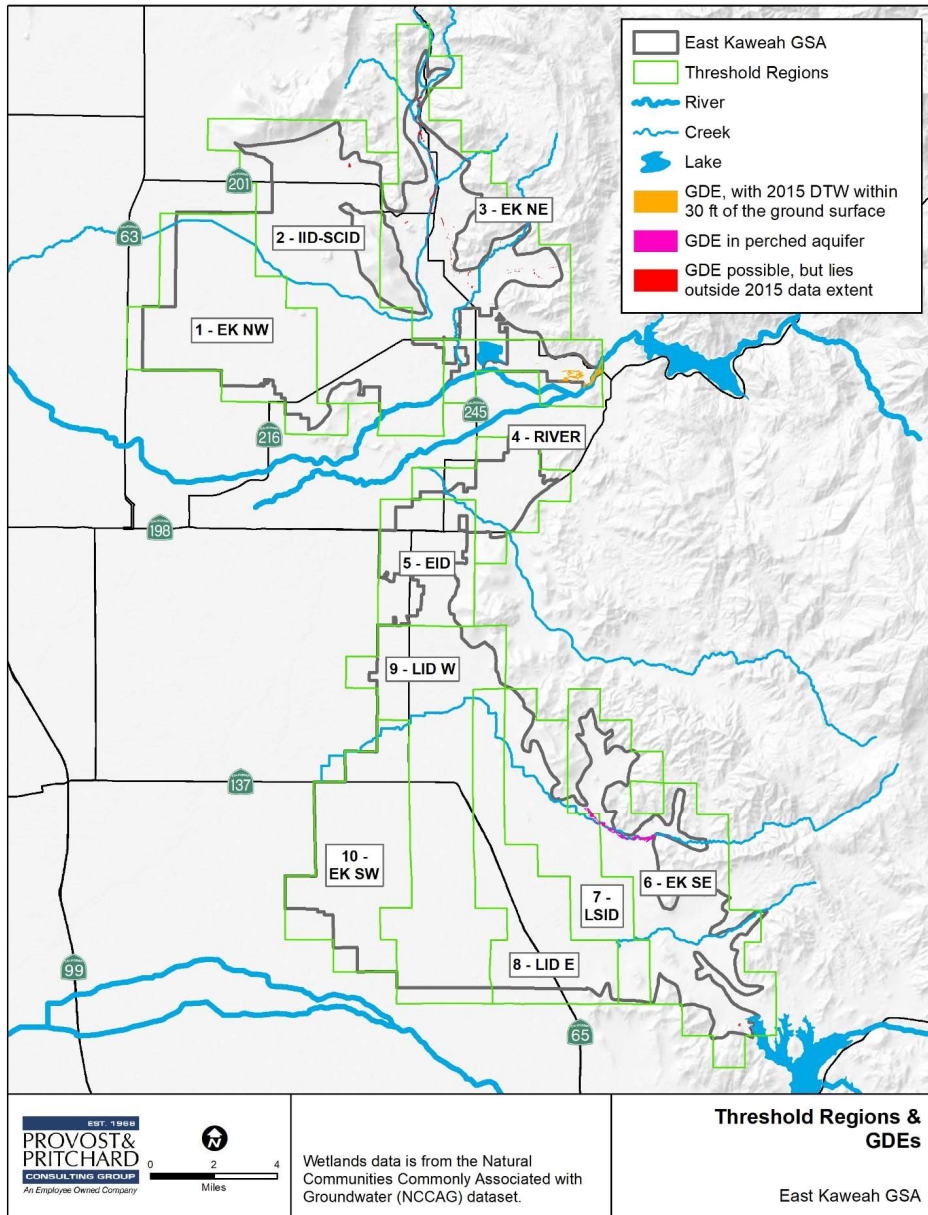 East Kaweah GSA
Threshold Regions
River
Creek
Lake
GDE, with 2015 DTW within
30 ft of the ground surface
GDE in perched aquifer
GDE possible, but lies
outside 2015 data extent
201
63
3 - EK NE
2 - IID-SCID
1 - EK NW
245
216
4 - RIVER
198
5 - EID
9 - LID W
137
10 -
EK SW
6 - EK SE
7 -
LSID
8 - LID E
99
65
EST. 1968
PROVOST&
PRITCHARD
CONSULTING GROUP
An Employee Owned Company
N
0 2 4
Miles
Wetlands data is from the Natural
Communities Commonly Associated with
Groundwater (NCCAG) dataset.
Threshold Regions &
GDEs
East Kaweah GSA